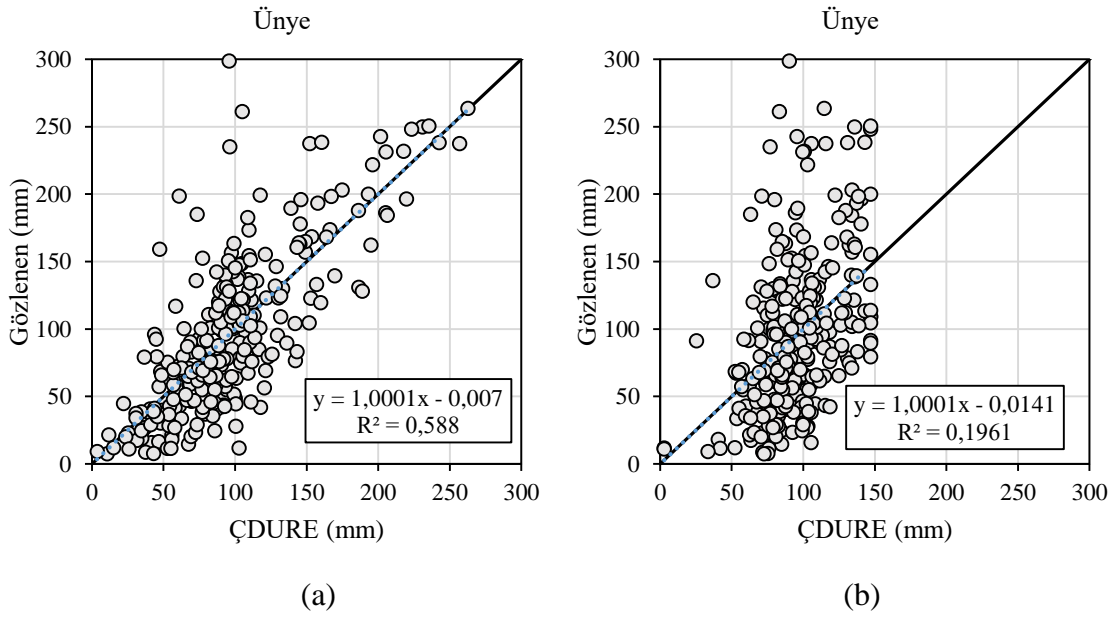 Ünye
300
250
200
150
100
50
0
Gözlenen (mm)
y = 1,0001x - 0,007
R² = 0,588
0 50 100 150 200 250 300
ÇDURE (mm)
(a)
Ünye
300
250
200
150
100
50
0
Gözlenen (mm)
y = 1,0001x - 0,0141
R² = 0,1961
0 50 100 150 200 250 300
ÇDURE (mm)
(b)